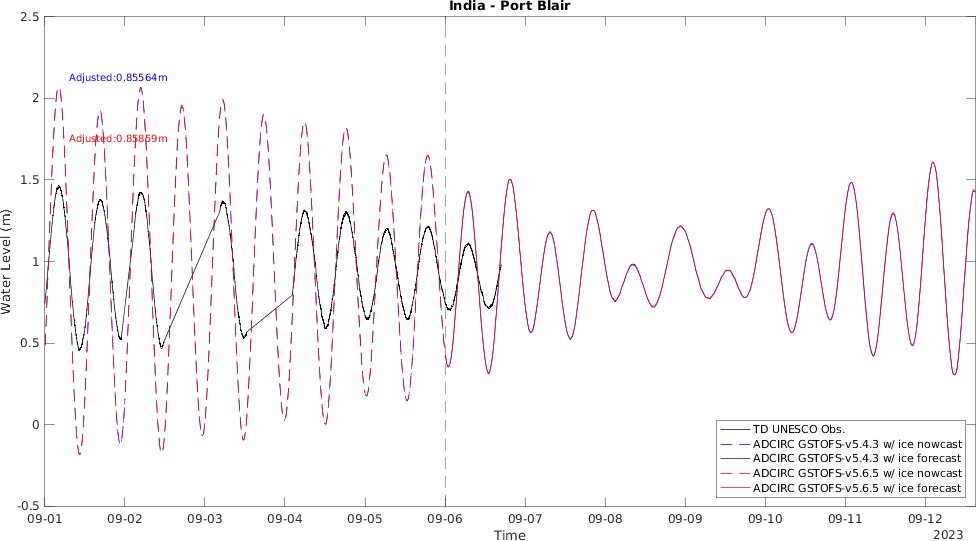 India - Port Blair
2.5
2
1.5
1
0.5
0
-0.5
Water Level (m)
Adjusted:0.85564m
Adjusted:0.85859m
TD UNESCO Obs.
ADCIRC GSTOFS-v5.4.3 w/ ice nowcast
ADCIRC GSTOFS-v5.4.3 w/ ice forecast
ADCIRC GSTOFS-v5.6.5 w/ ice nowcast
ADCIRC GSTOFS-v5.6.5 w/ ice forecast
09-01 09-02 09-03 09-04 09-05 09-06 09-07 09-08 09-09 09-10 09-11 09-12
Time
2023